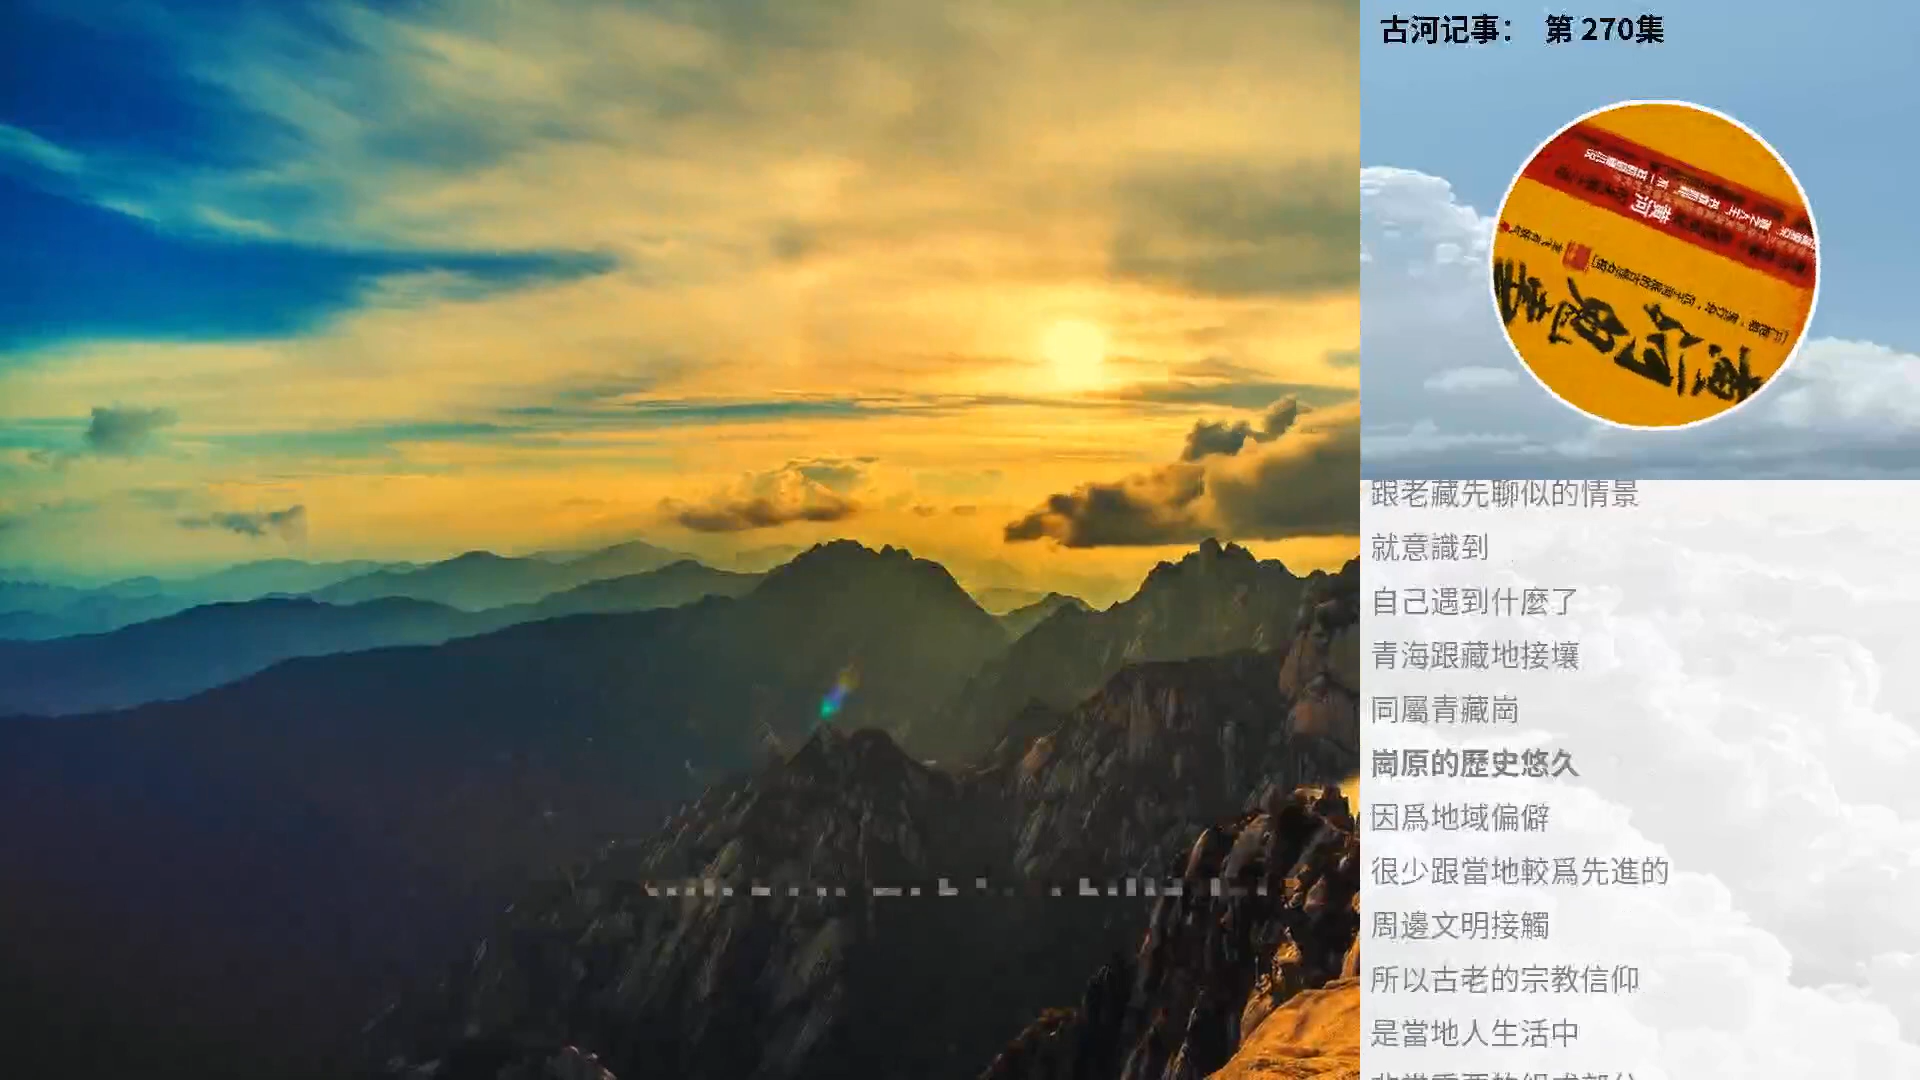 古河记事： 第 270集
跟老藏先聊似的情景
就意識到
自己遇到什麼了
青海跟藏地接壤
同屬青藏崗
崗原的歷史悠久
因爲地域偏僻
很少跟當地較爲先進的
周邊文明接觸
所以古老的宗教信仰
是當地人生活中